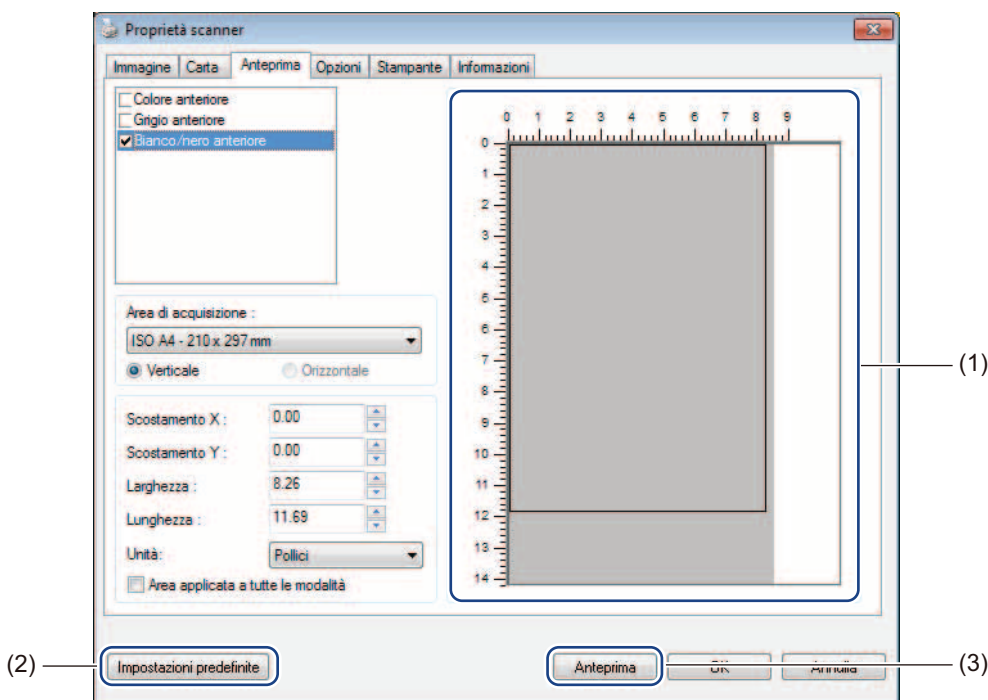 Proprietà scanner
Immagine Carta Anteprima Opzioni Stampante Informazioni
Colore anteriore
Grigio anteriore
Bianco/nero anteriore
0 1 2 3 4 5 6 7 8 9
0
1
2
3
4
5
6
7
8
9
10
11
12
13
14
(1)
Area di acquisizione :
ISO A4 - 210 x 297 mm
Verticale Orizzontale
Scostamento X : 0.00
Scostamento Y : 0.00
Larghezza : 8.26
Lunghezza : 11.69
Unità: Pollici
Area applicata a tutte le modalità
(2) Impostazioni predefinite Anteprima OK Annulla (3)